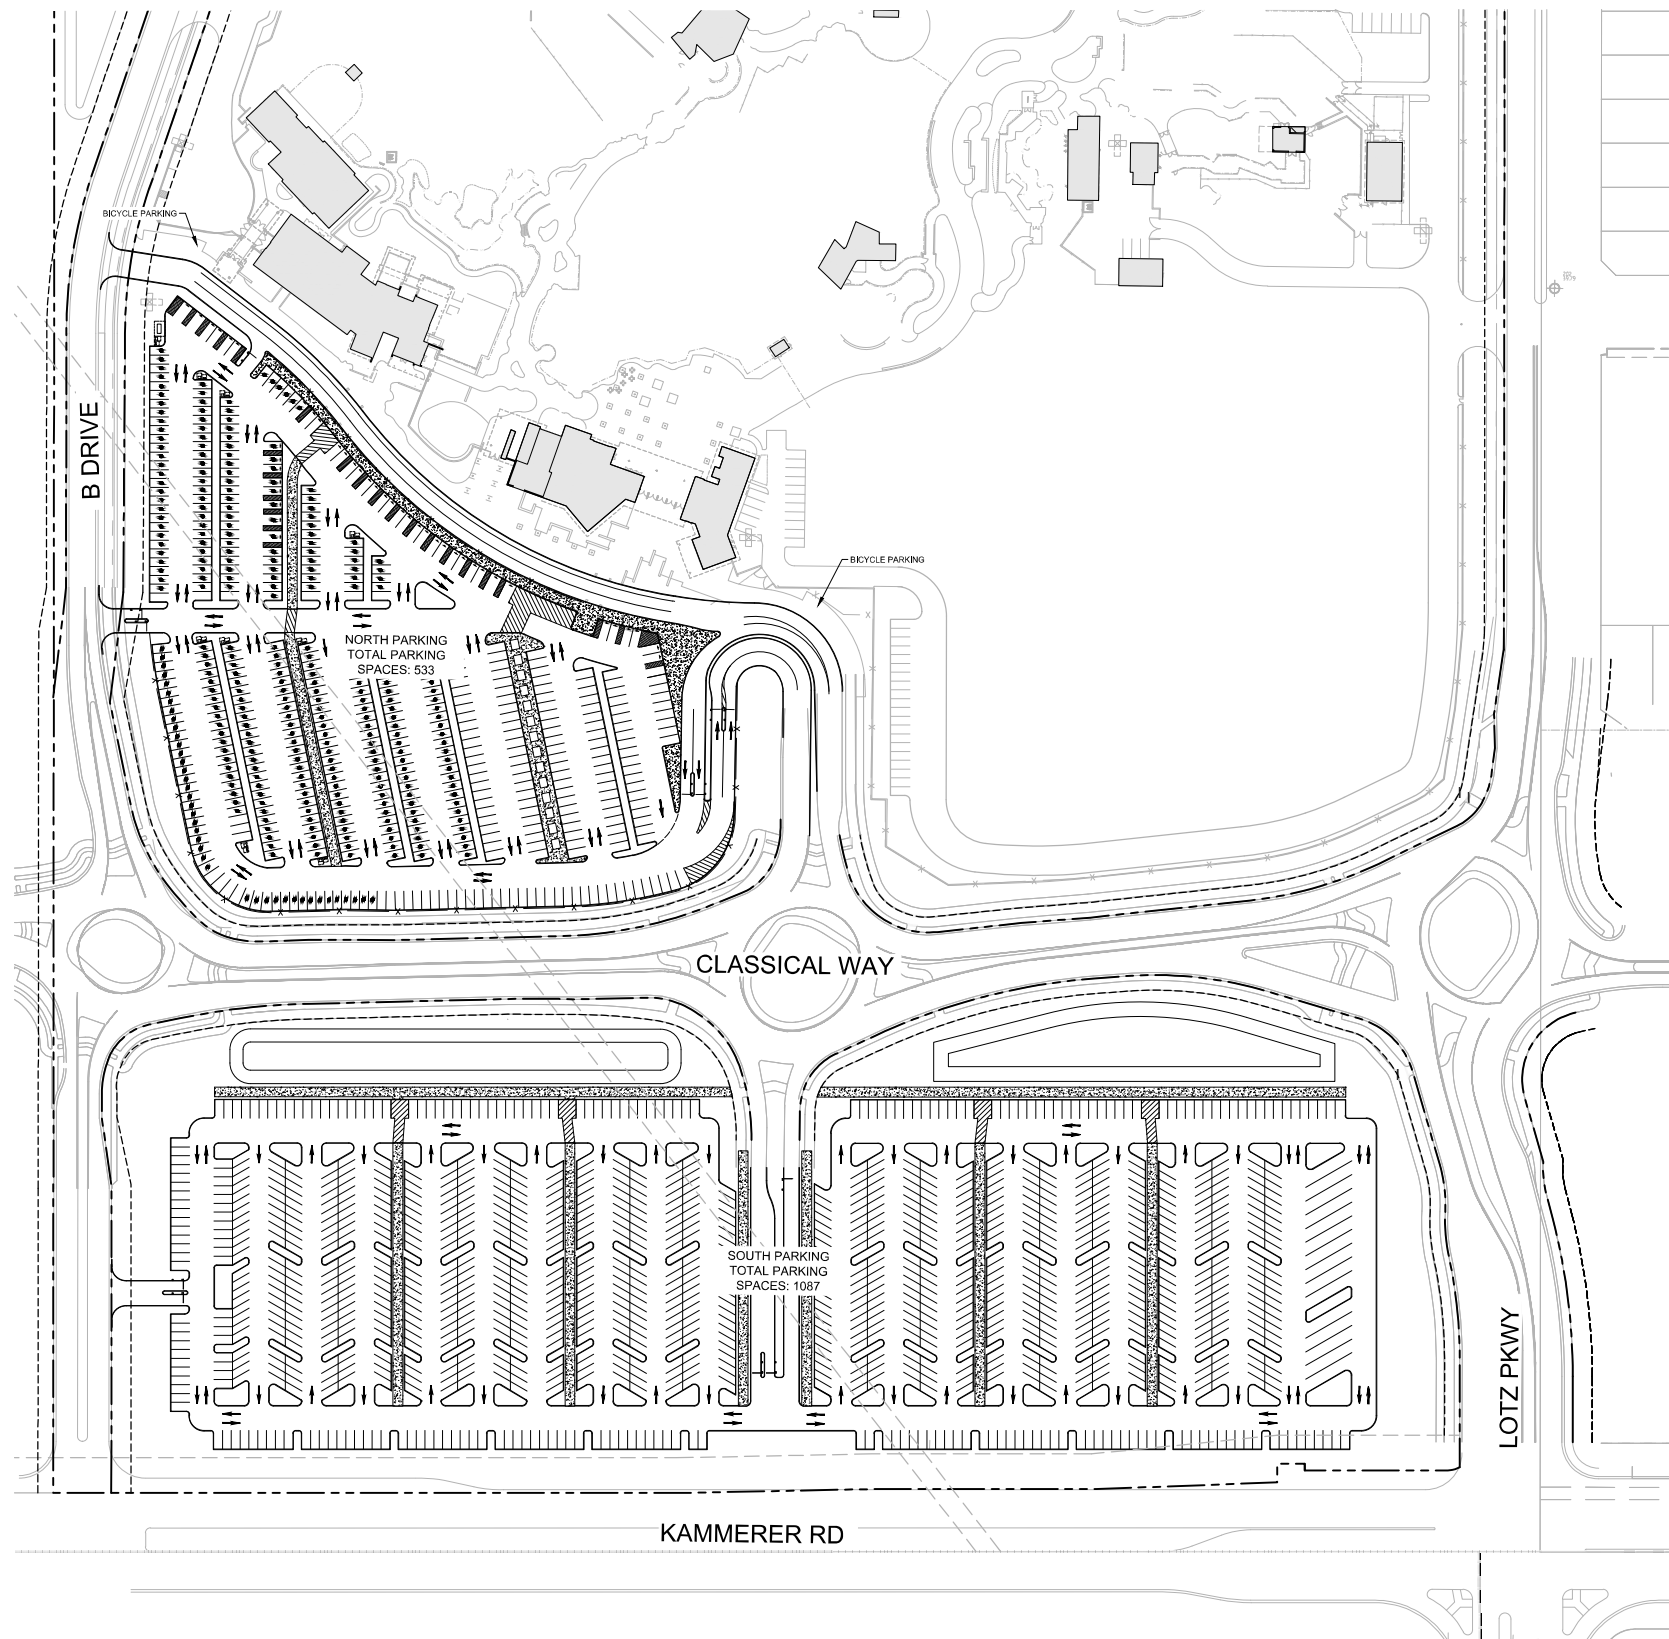 BICYCLE PARKING
B DRIVE
BICYCLE PARKING
NORTH PARKING
TOTAL PARKING
SPACES: 533
CLASSICAL WAY
SOUTH PARKING
TOTAL PARKING
SPACES: 1087
LOTZ PKWY
KAMMERER RD